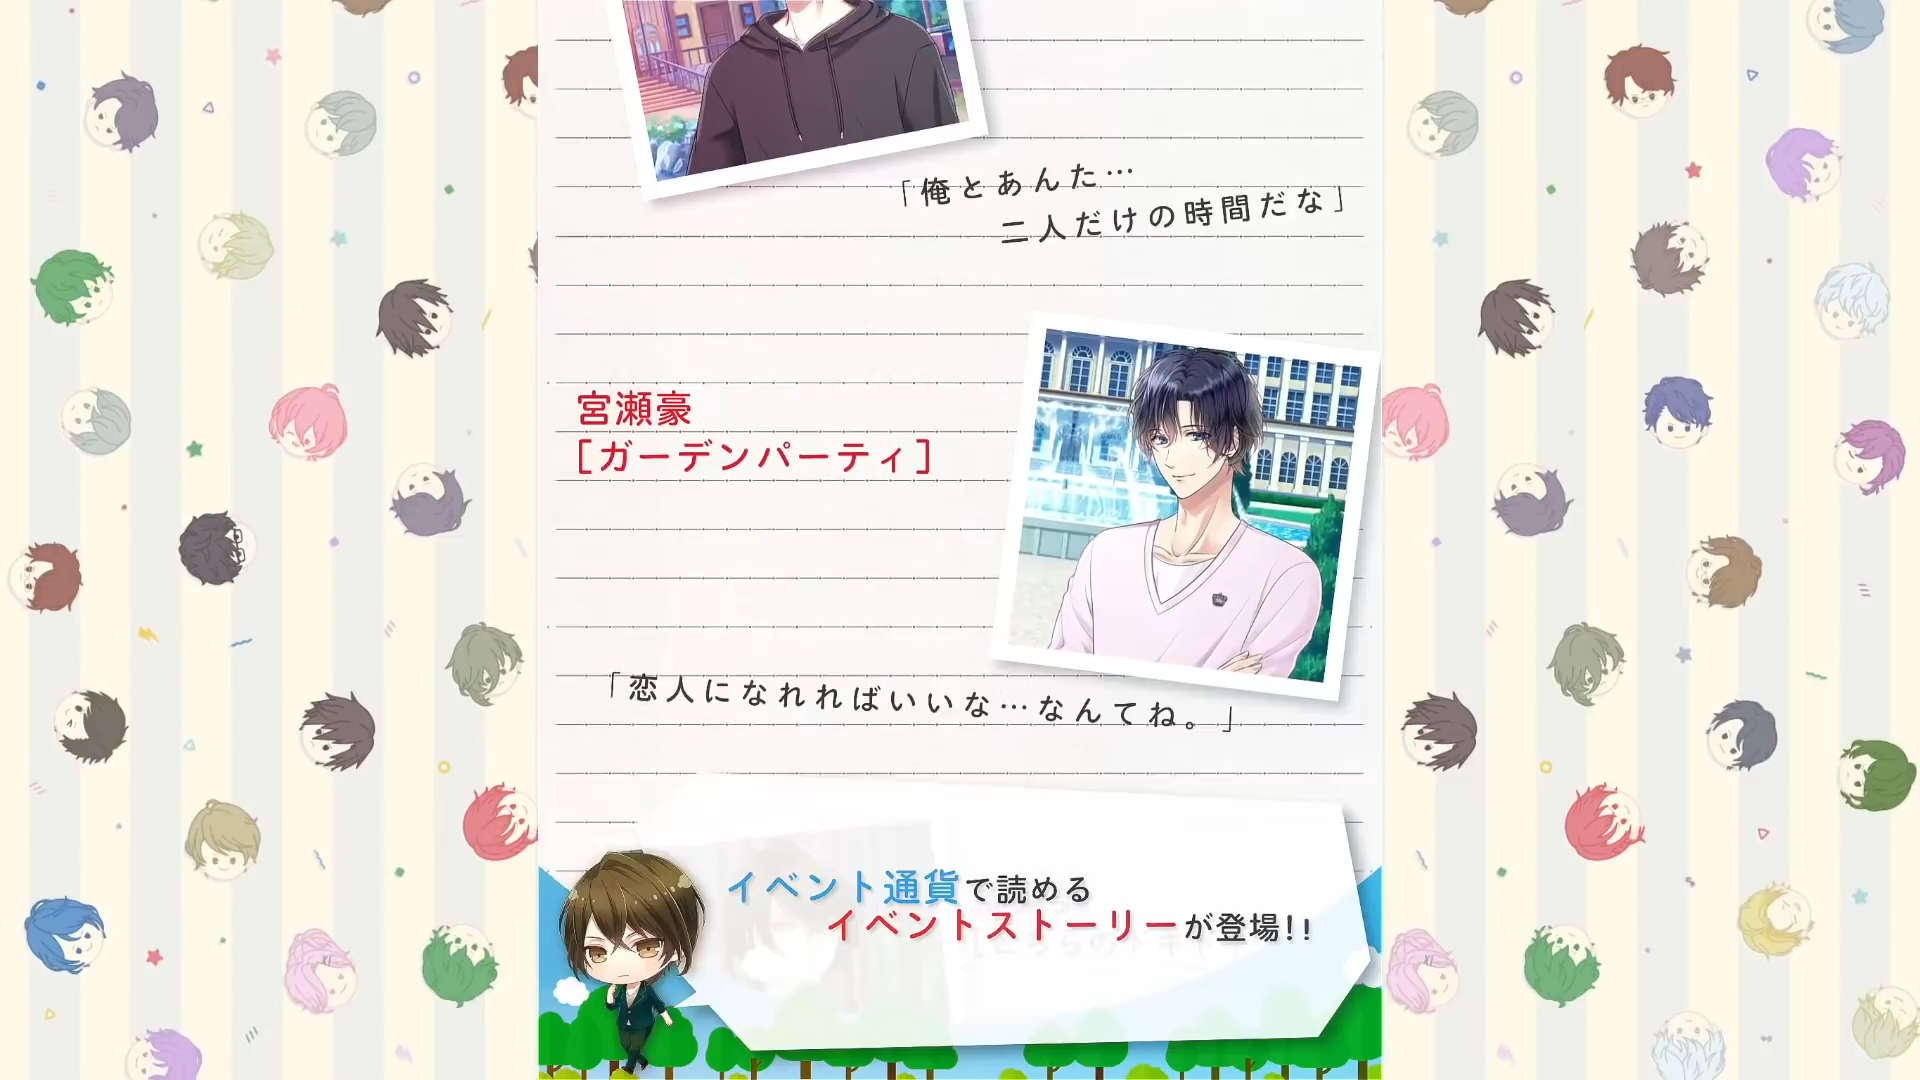 「俺とあんた…
二人だけの時間だな」
宮瀬豪
[ガーデンパーティ]
「恋人になれればいいな…なんてね。」
イベント通貨で読める
イベントストーリーが登場!!